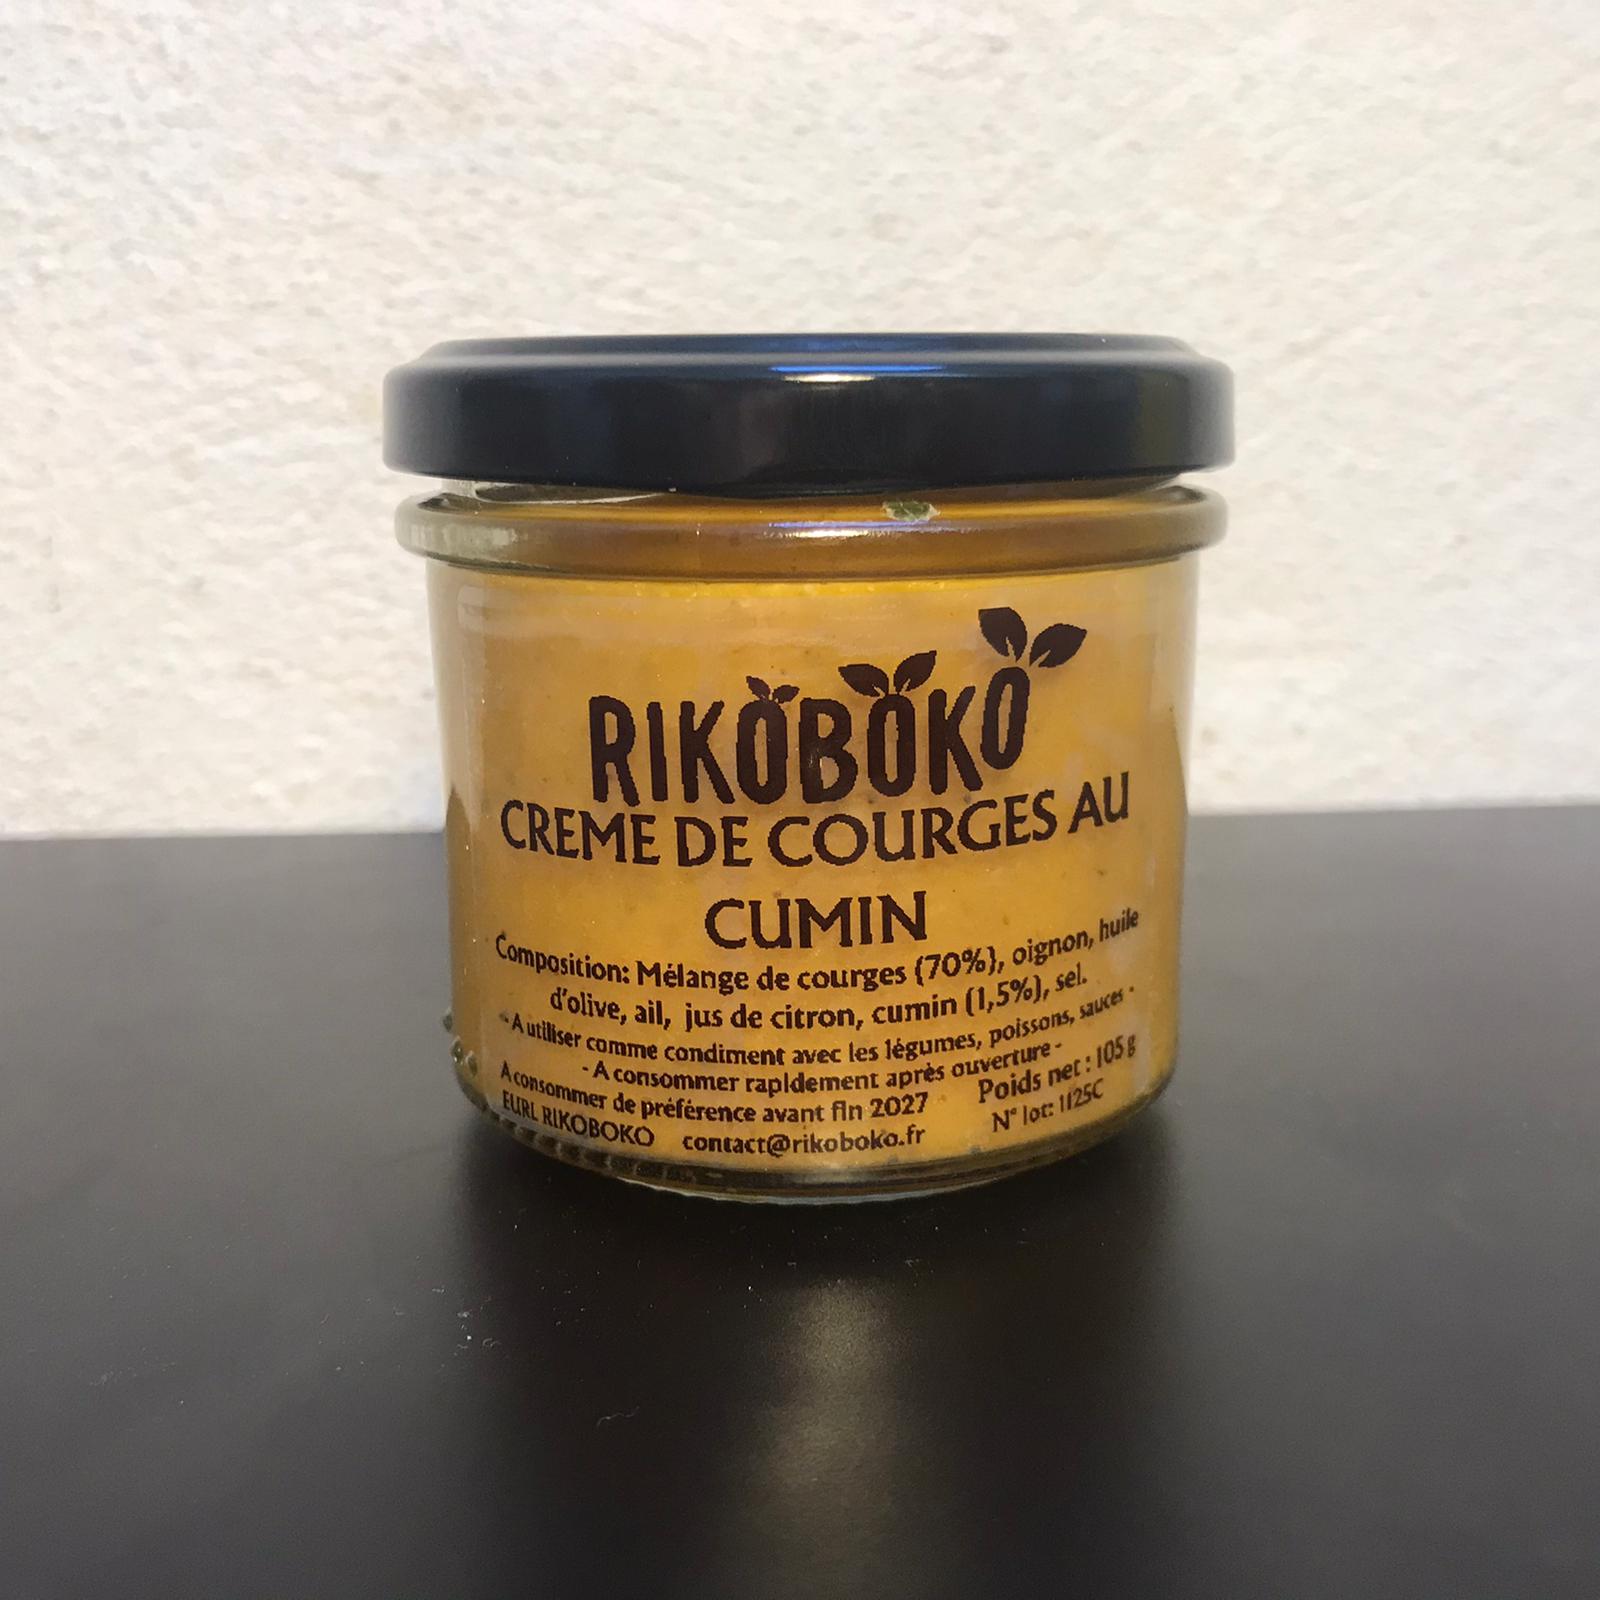 RIKOBOKO
CREME DE COURGES AU
CUMIN
Composition: Mélange de courges (70%), oignon, huile
d'olive, ail, jus de citron, cumin (1,5%), sel.
- A utiliser comme condiment avec les légumes, poissons, sauces -
- A consommer rapidement après ouverture -
A consommer de préférence avant fin 2027
Poids net : 105 g
EURL RIKOBOKO contact@rikoboko.fr
N° lot: 1125C